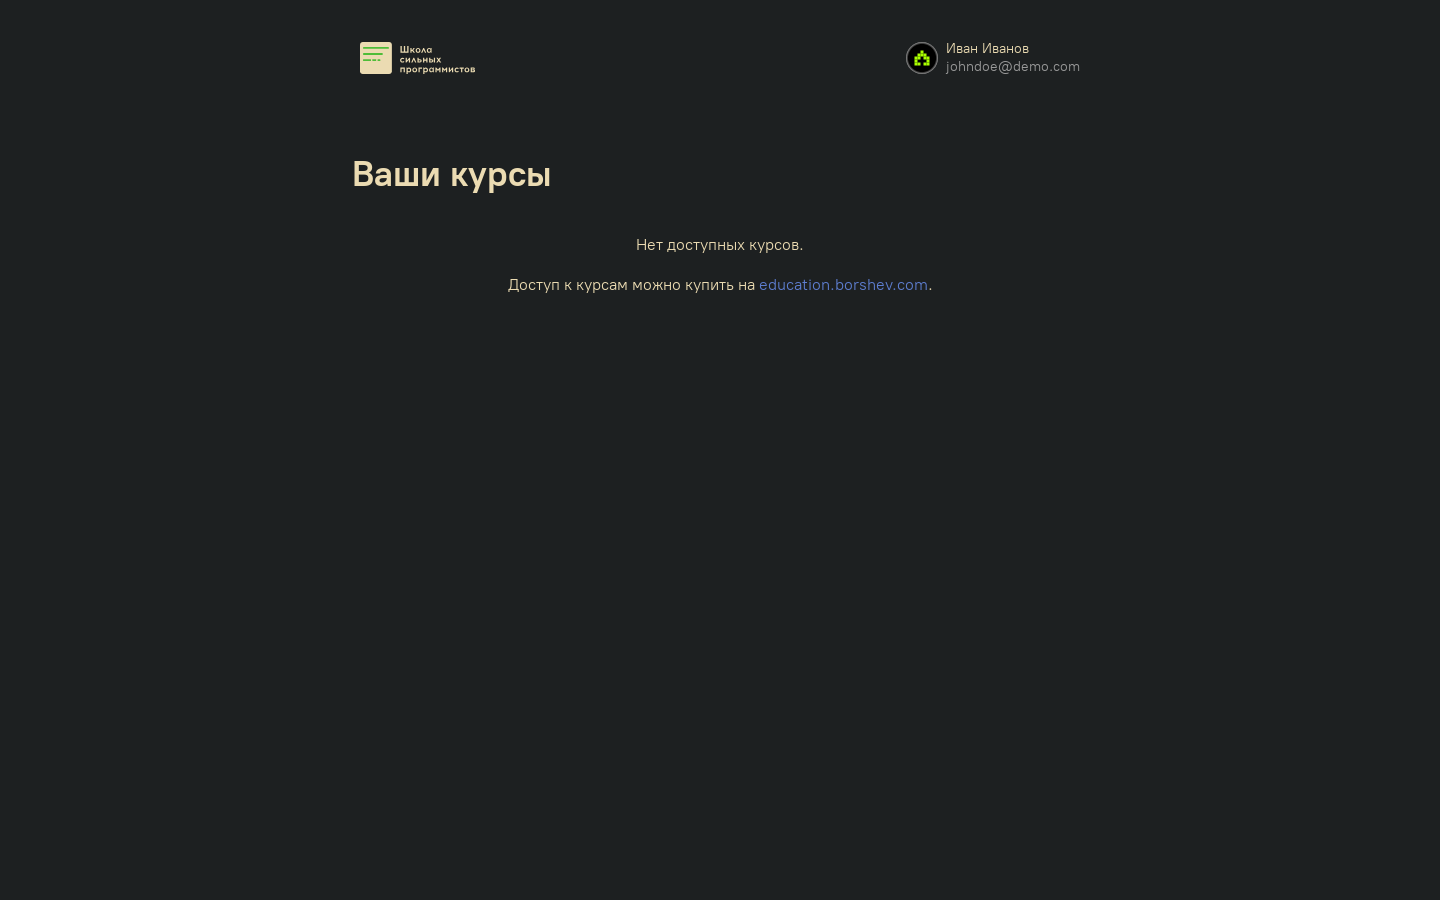 Школа
сильных
программистов
Иван Иванов
johndoe@demo.com
Ваши курсы
Нет доступных курсов.
Доступ к курсам можно купить на education.borshev.com.